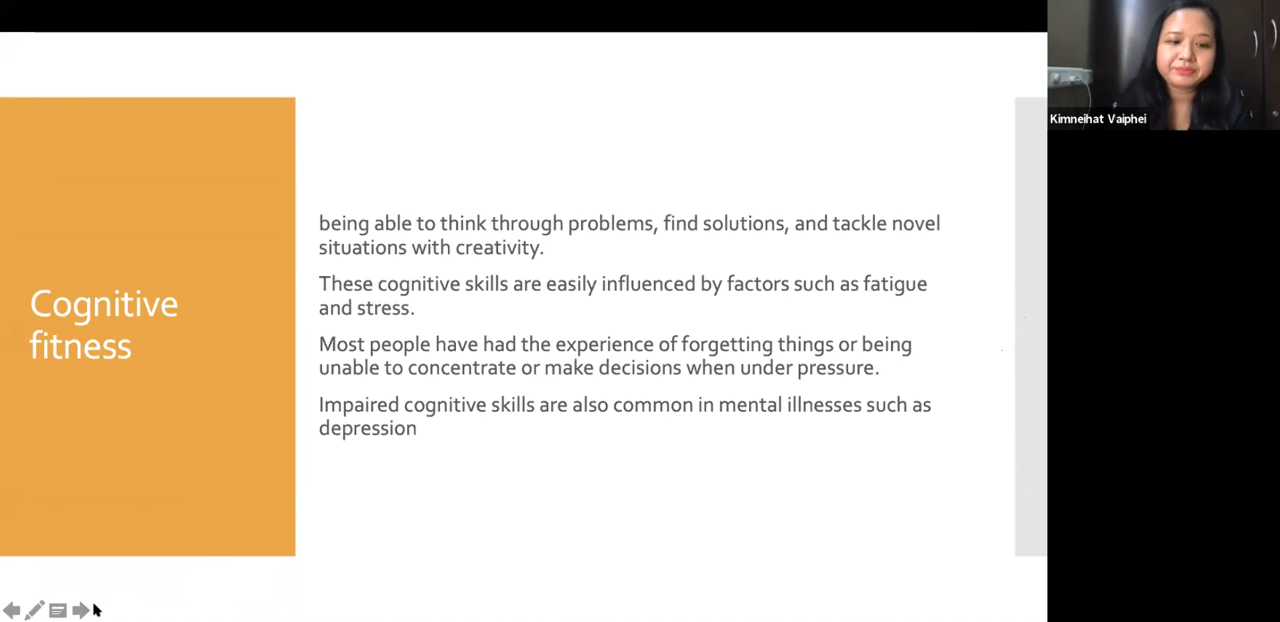 Cognitive
fitness
being able to think through problems, find solutions, and tackle novel
situations with creativity.
These cognitive skills are easily influenced by factors such as fatigue
and stress.
Most people have had the experience of forgetting things or being
unable to concentrate or make decisions when under pressure.
Impaired cognitive skills are also common in mental illnesses such as
depression
Kimneihat Vaiphei